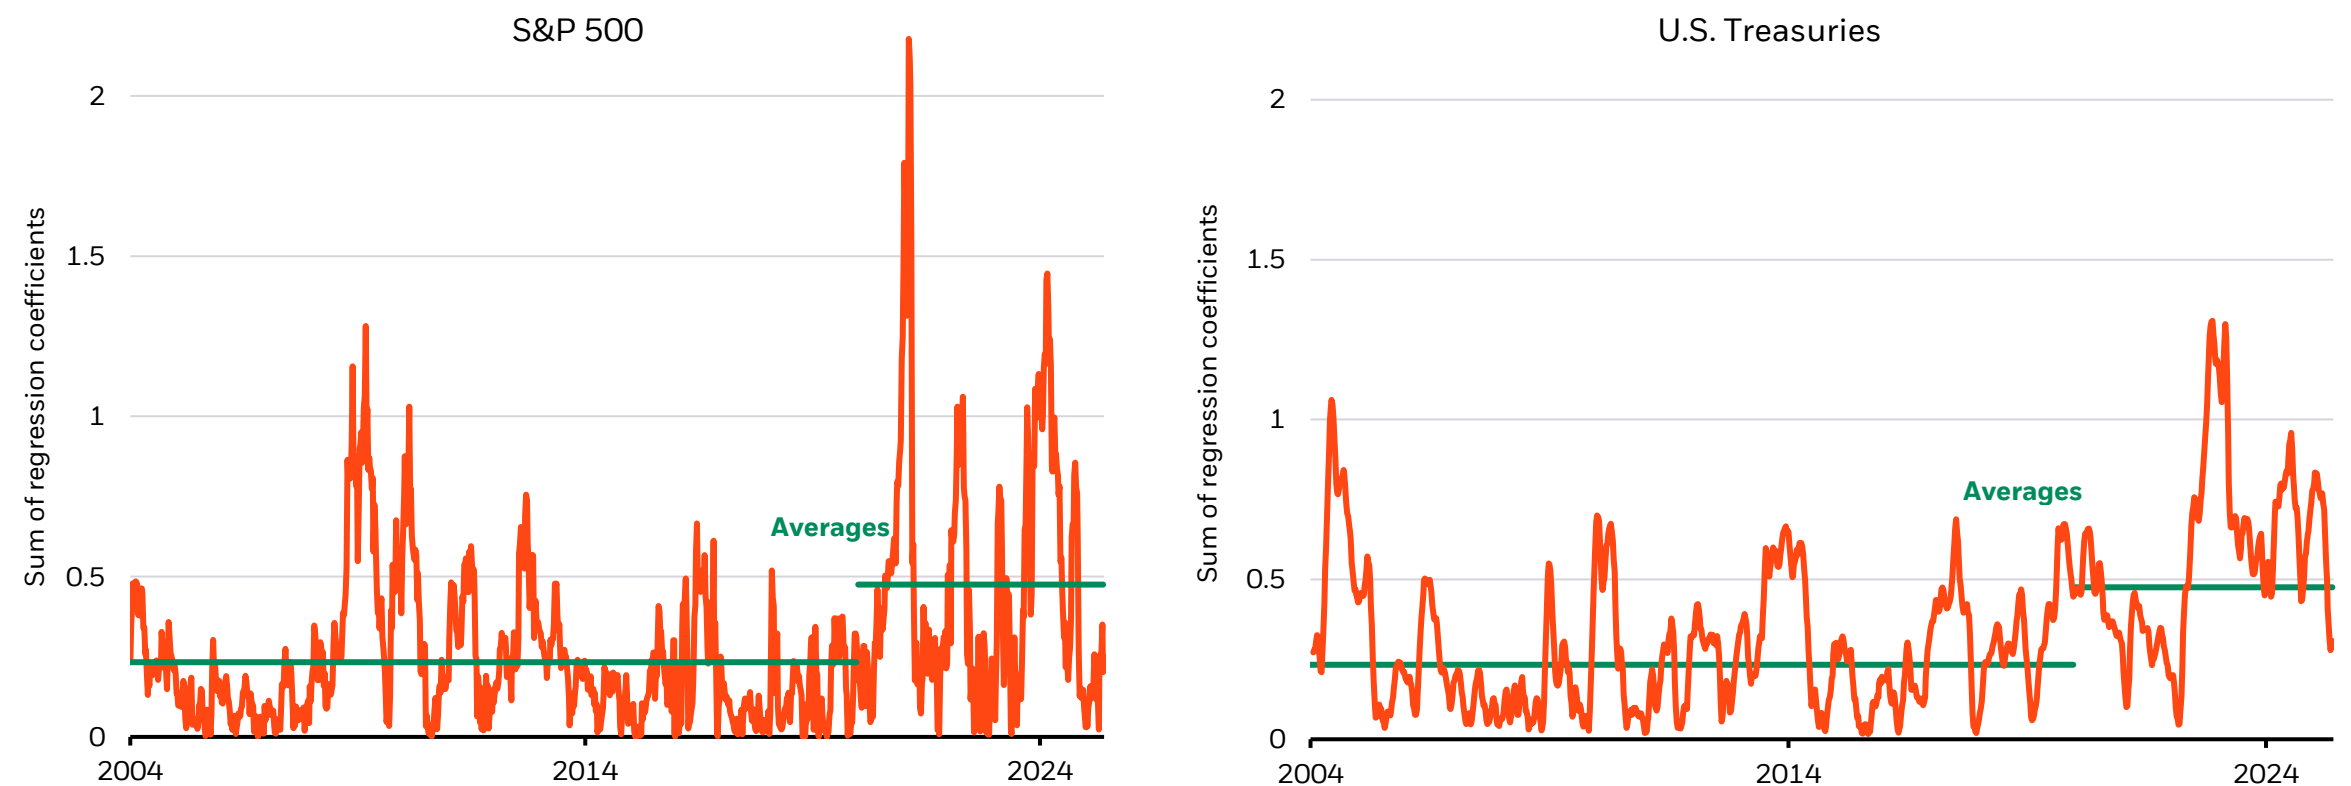 S&P 500
Sum of regression coefficients
2
1.5
1
0.5
0
Averages
2004
2014
2024
U.S. Treasuries
Sum of regression coefficients
2
1.5
1
0.5
0
Averages
2004
2014
2024